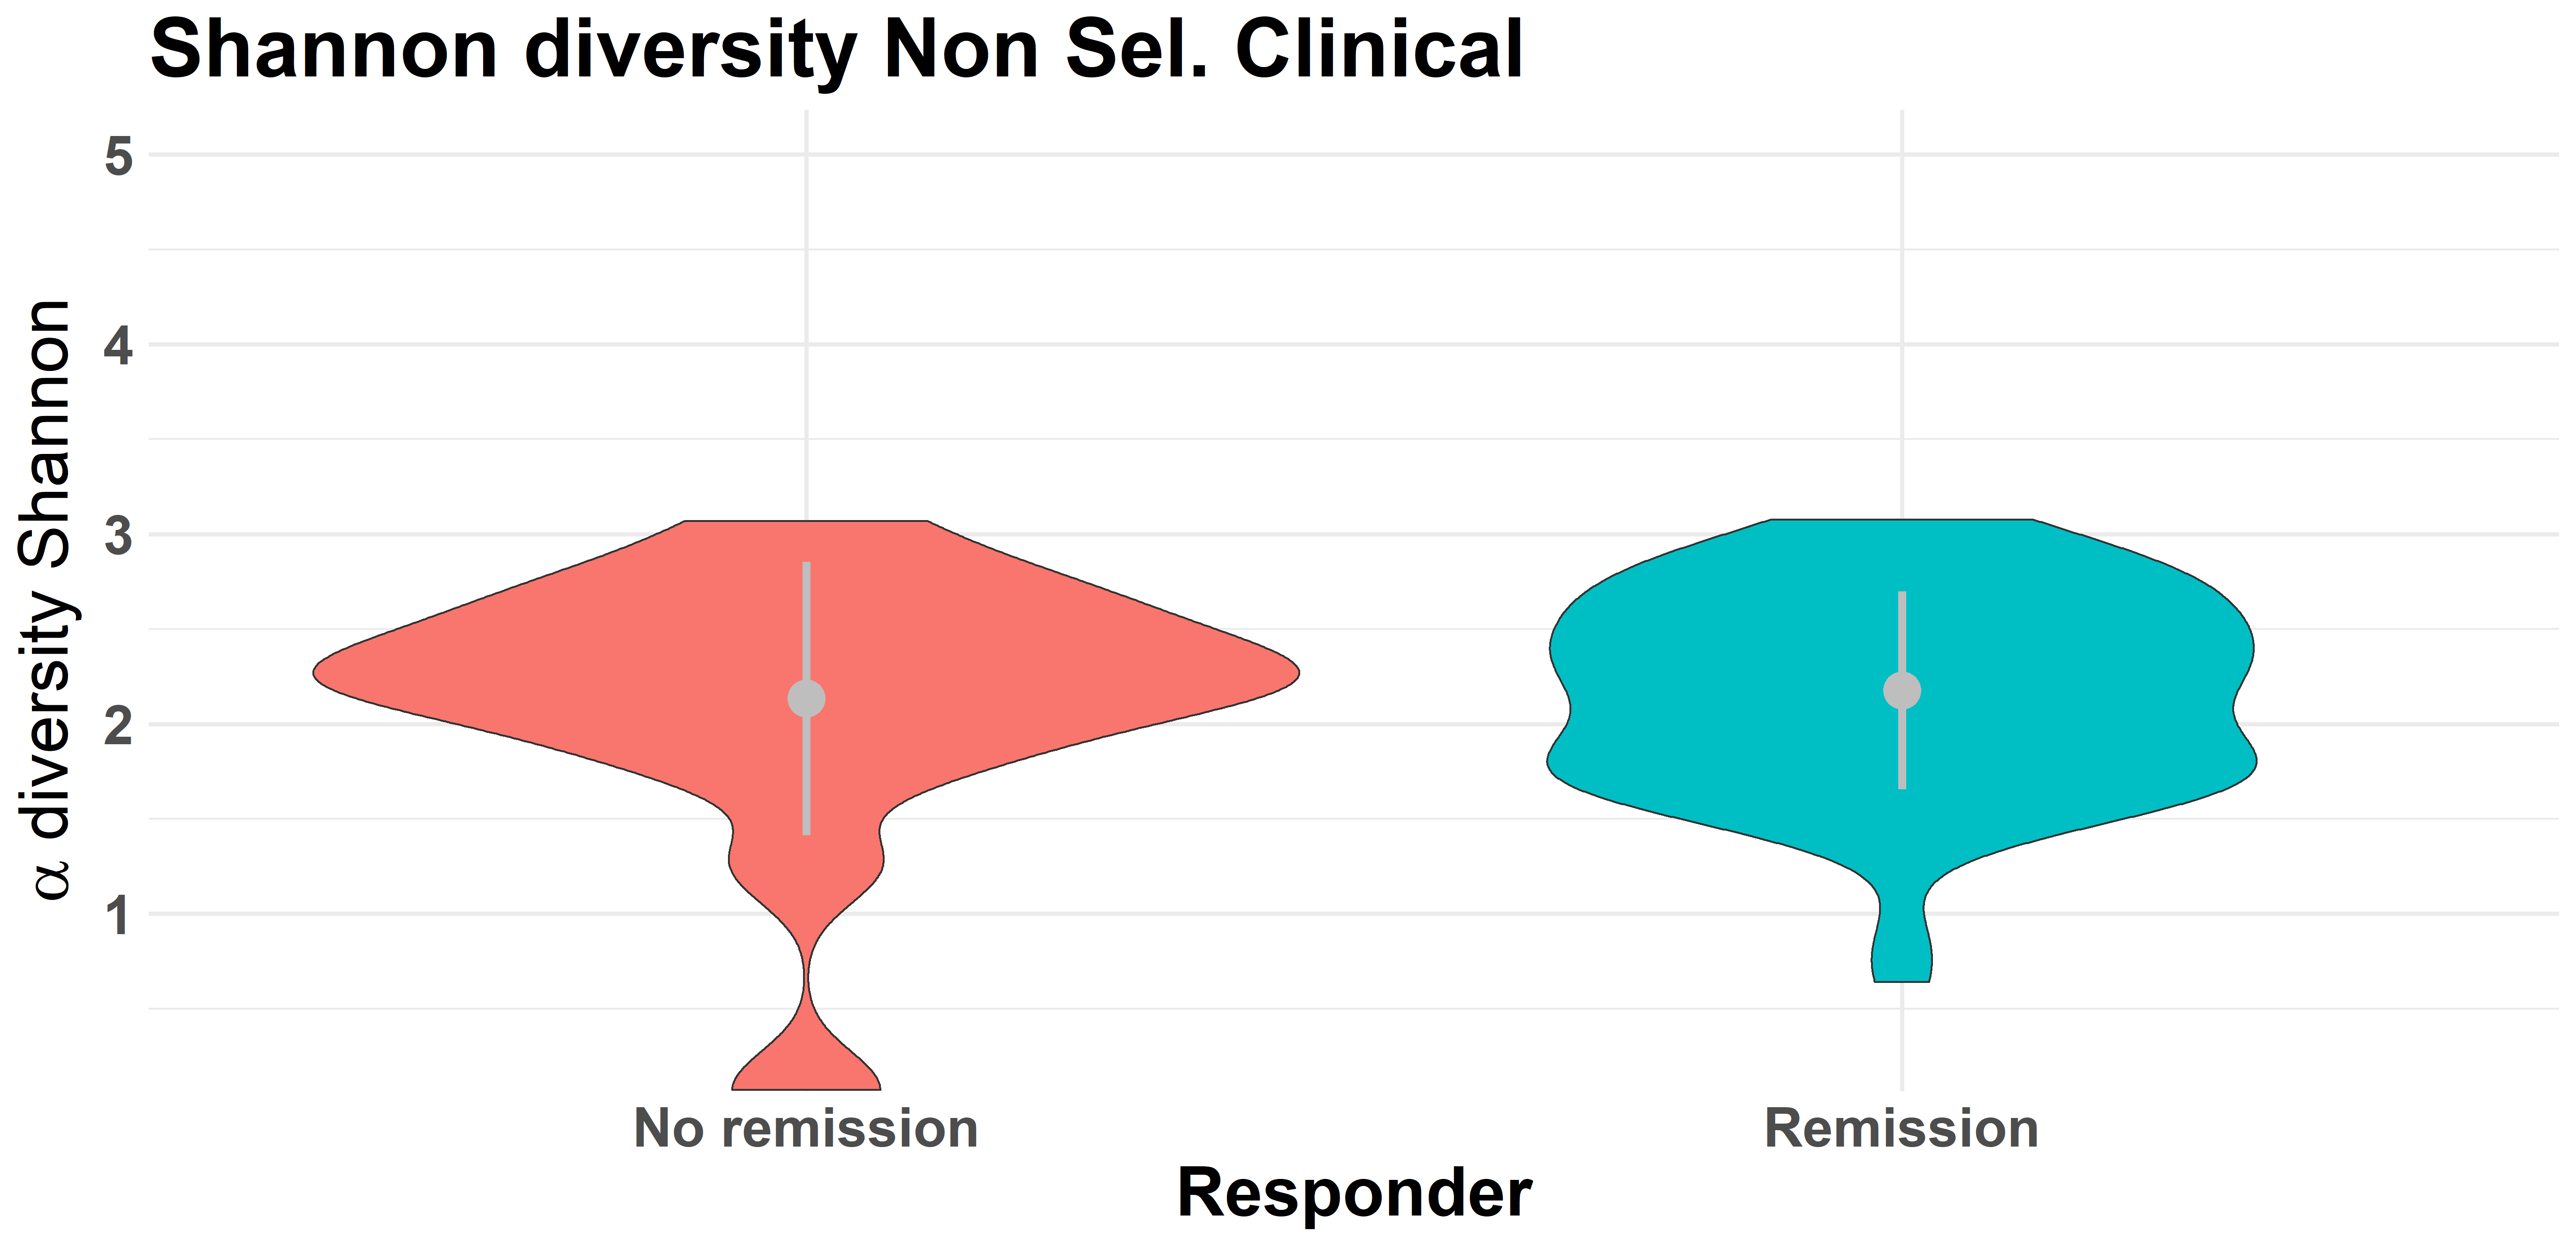 Shannon diversity Non Sel. Clinical
α diversity Shannon
5
4
3
2
1
No remission
Remission
Responder